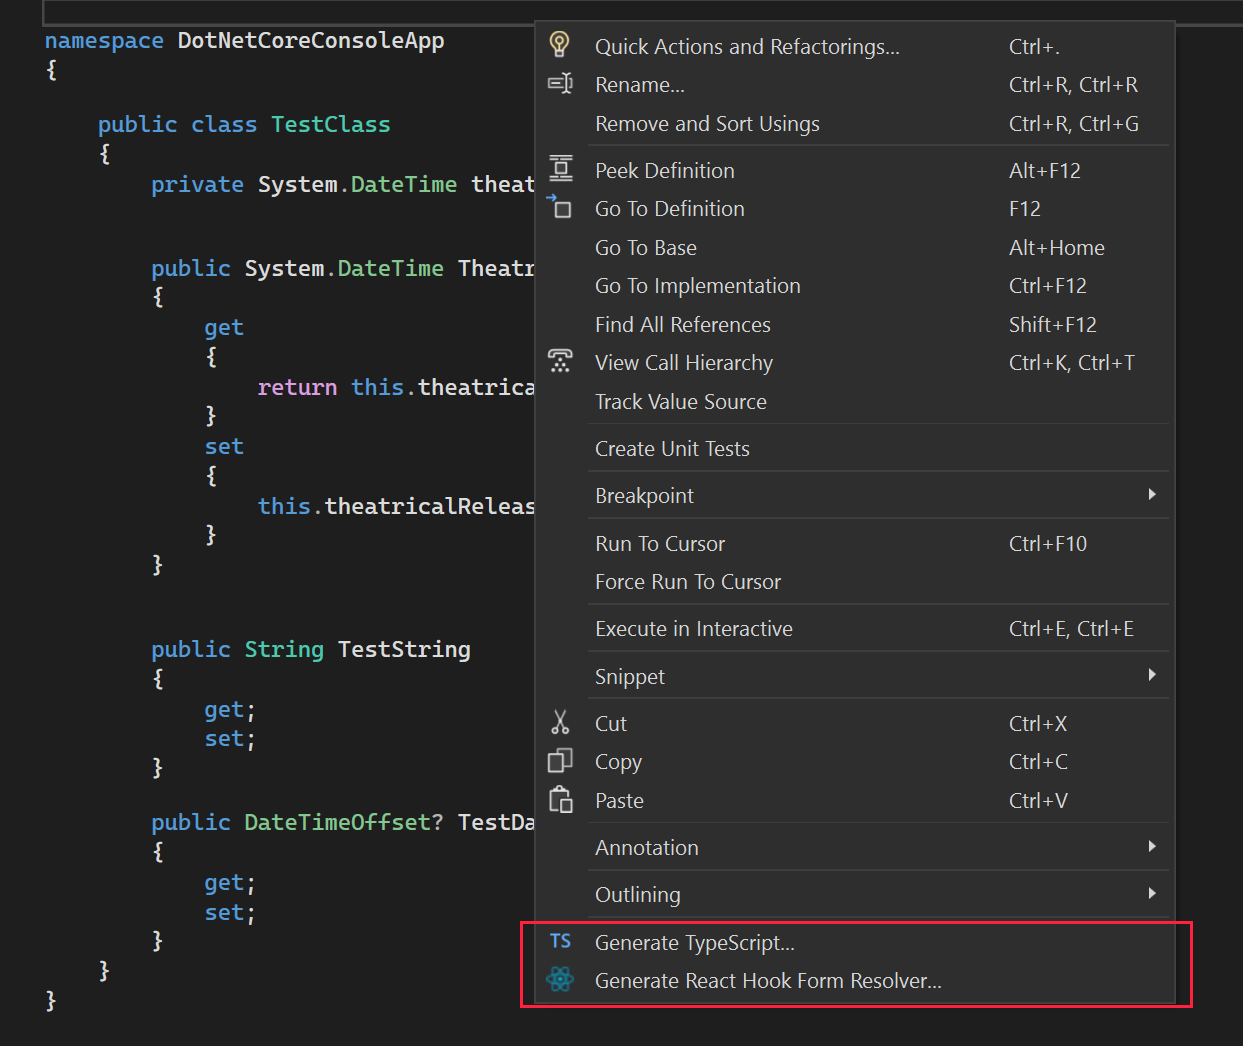 namespace DotNetCoreConsoleApp
{
public class TestClass
{
private System.DateTime theat
public System.DateTime Theatr
{
get
{
return this.theatrica
}
set
{
this.theatricalReleas
}
}
public String TestString
{
get;
set;
}
public DateTimeOffset? TestDa
{
get;
set;
}
}
}
Quick Actions and Refactorings... Ctrl+.
Rename... Ctrl+R, Ctrl+R
Remove and Sort Usings Ctrl+R, Ctrl+G
Peek Definition Alt+F12
Go To Definition F12
Go To Base Alt+Home
Go To Implementation Ctrl+F12
Find All References Shift+F12
View Call Hierarchy Ctrl+K, Ctrl+T
Track Value Source
Create Unit Tests
Breakpoint
Run To Cursor Ctrl+F10
Force Run To Cursor
Execute in Interactive Ctrl+E, Ctrl+E
Snippet
Cut Ctrl+X
Copy Ctrl+C
Paste Ctrl+V
Annotation
Outlining
TS Generate TypeScript...
Generate React Hook Form Resolver...